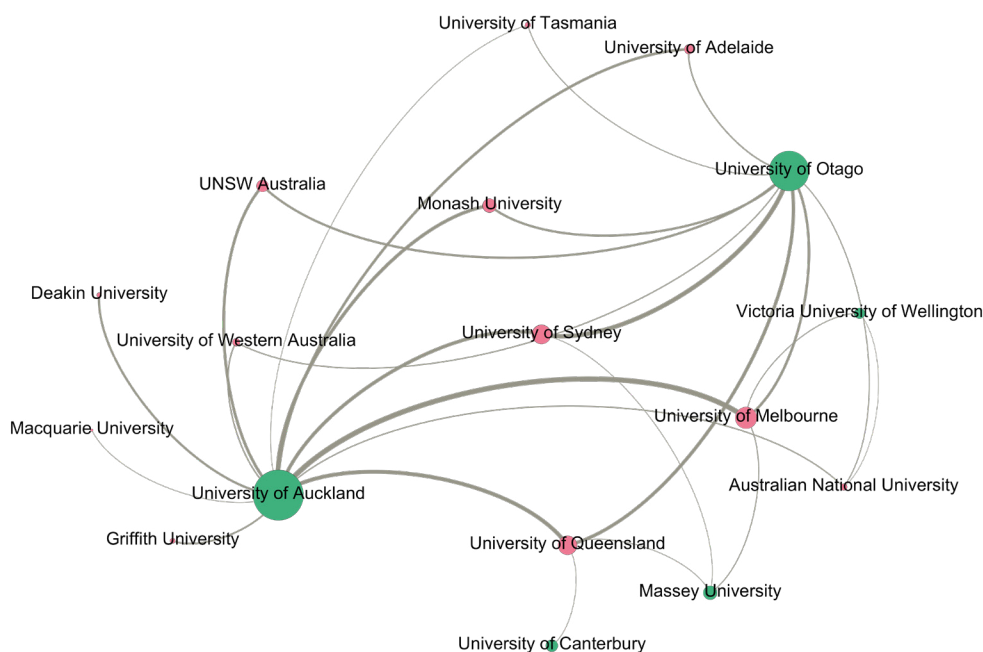 University of Tasmania
University of Adelaide
University of Otago
UNSW Australia
Monash University
Deakin University
Victoria University of Wellington
University of Sydney
University of Western Australia
University of Melbourne
Macquarie University
Australian National University
University of Auckland
Griffith University
University of Queensland
Massey University
University of Canterbury